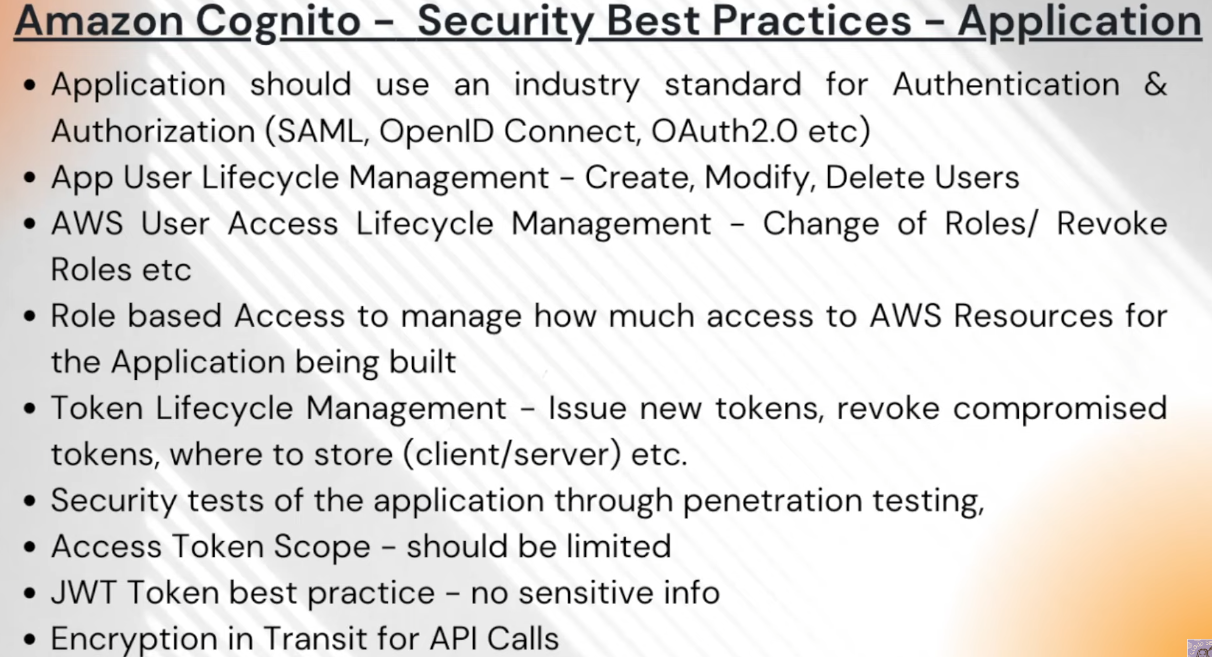 Amazon Cognito – Security Best Practices – Application
• Application should use an industry standard for Authentication &
Authorization (SAML, OpenID Connect, OAuth2.0 etc)
• App User Lifecycle Management – Create, Modify, Delete Users
• AWS User Access Lifecycle Management – Change of Roles/ Revoke
Roles etc
• Role based Access to manage how much access to AWS Resources for
the Application being built
• Token Lifecycle Management – Issue new tokens, revoke compromised
tokens, where to store (client/server) etc.
• Security tests of the application through penetration testing,
• Access Token Scope – should be limited
• JWT Token best practice – no sensitive info
• Encryption in Transit for API Calls